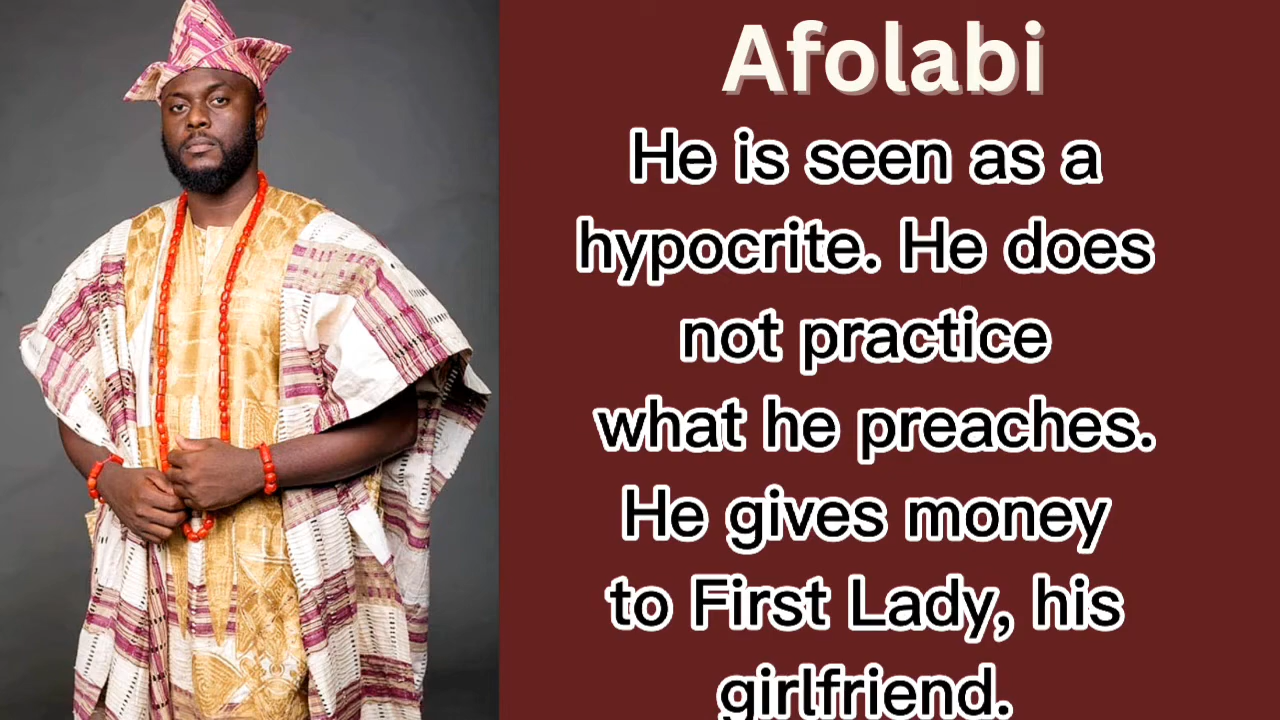 Afolabi
He is seen as a
hypocrite. He does
not practice
what he preaches.
He gives money
to First Lady, his
girlfriend.